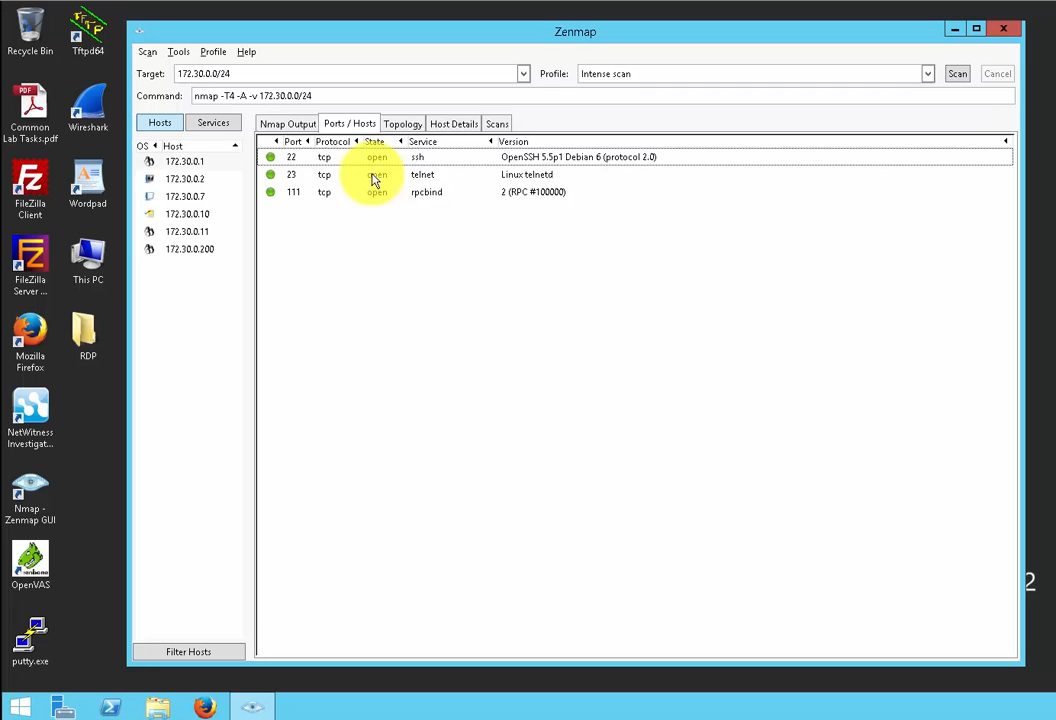 Recycle Bin
Tftpd64
Common
Lab Tasks.pdf
Wireshark
FileZilla
Client
Wordpad
FileZilla
Server ...
This PC
Mozilla
Firefox
RDP
NetWitness
Investigat...
Nmap -
Zenmap GUI
OpenVAS
putty.exe
Zenmap
Scan Tools Profile Help
Target: 172.30.0.0/24 Profile: Intense scan Scan Cancel
Command: nmap -T4 -A -v 172.30.0.0/24
Hosts Services
Nmap Output Ports / Hosts Topology Host Details Scans
OS Host
172.30.0.1
172.30.0.2
172.30.0.7
172.30.0.10
172.30.0.11
172.30.0.200
Filter Hosts
Port Protocol State Service Version
22 tcp open ssh OpenSSH 5.5p1 Debian 6 (protocol 2.0)
23 tcp open telnet Linux telnetd
111 tcp open rpcbind 2 (RPC #100000)
2